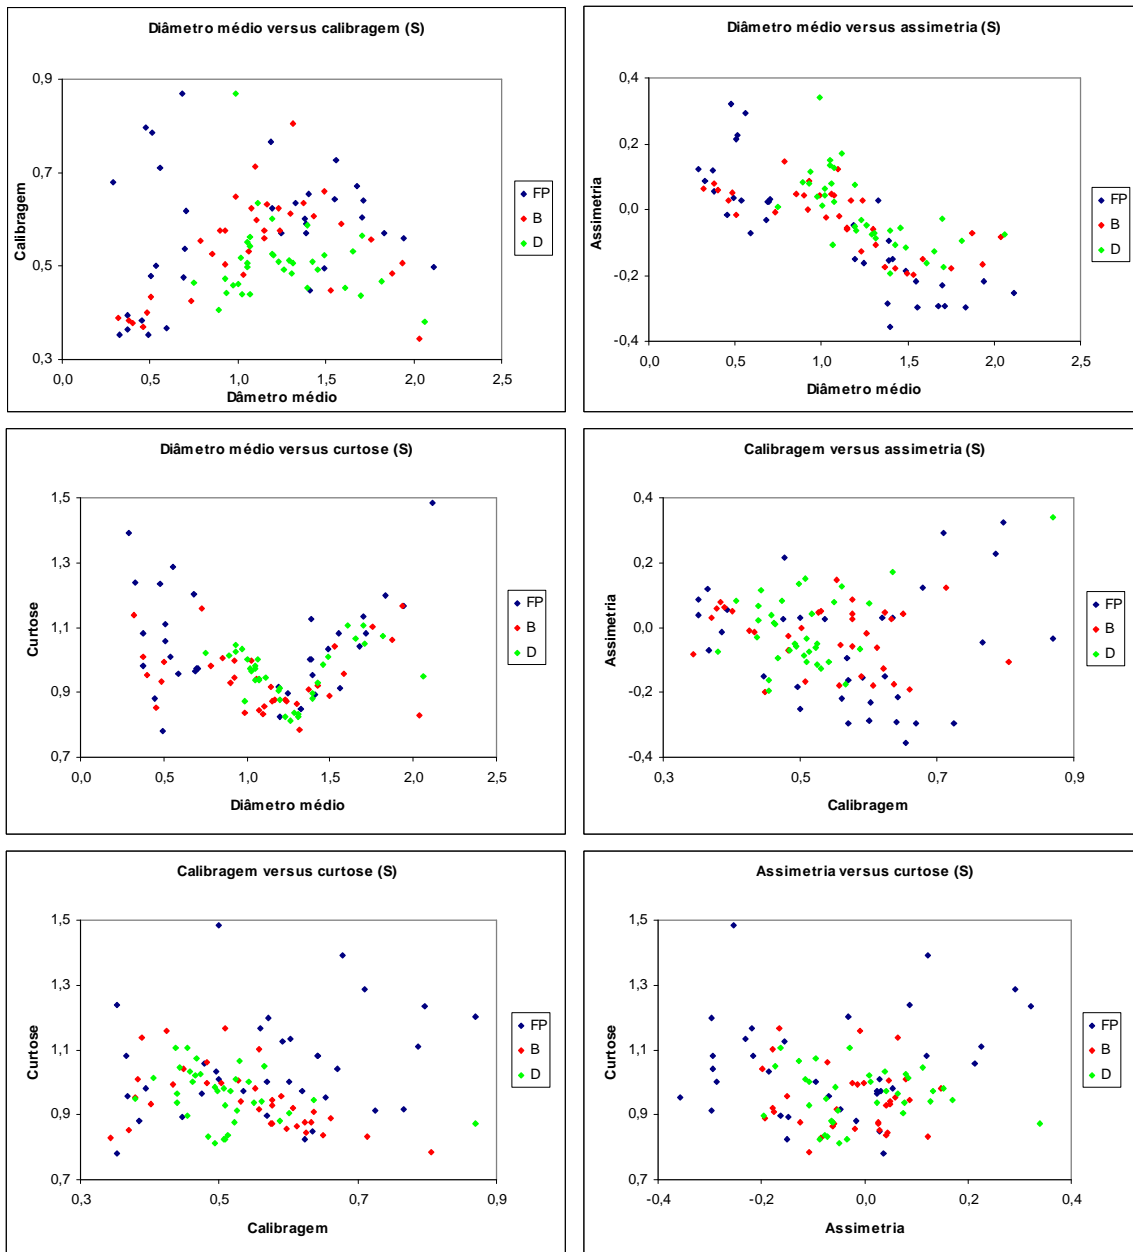 Diâmetro médio versus calibragem (S)
Calibragem
0,9
0,7
0,5
0,3
0,0
0,5
1,0
1,5
2,0
2,5
Dâmetro médio
FP
B
D
Diâmetro médio versus assimetria (S)
Assimetria
0,4
0,2
0,0
-0,2
-0,4
0,0
0,5
1,0
1,5
2,0
2,5
Diâmetro médio
FP
B
D
Diâmetro médio versus curtose (S)
Curtose
1,5
1,3
1,1
0,9
0,7
0,0
0,5
1,0
1,5
2,0
2,5
Diâmetro médio
FP
B
D
Calibragem versus assimetria (S)
Assimetria
0,4
0,2
0,0
-0,2
-0,4
0,3
0,5
0,7
0,9
Calibragem
FP
B
D
Calibragem versus curtose (S)
Curtose
1,5
1,3
1,1
0,9
0,7
0,3
0,5
0,7
0,9
Calibragem
FP
B
D
Assimetria versus curtose (S)
Curtose
1,5
1,3
1,1
0,9
0,7
-0,4
-0,2
0,0
0,2
0,4
Assimetria
FP
B
D